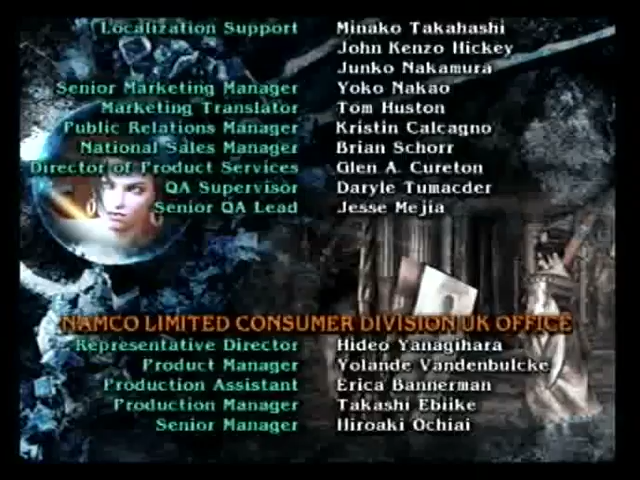 Localization Support Minako Takahashi
John Kenzo Hickey
Junko Nakamura
Senior Marketing Manager Yoko Nakao
Marketing Translator Tom Huston
Public Relations Manager Kristin Calcagno
National Sales Manager Brian Schorr
Director of Product Services Glen A. Cureton
QA Supervisor Daryle Tumacder
Senior QA Lead Jesse Mejia
NAMCO LIMITED CONSUMER DIVISION UK OFFICE
Representative Director Hideo Yanagihara
Product Manager Yolande Vandenbulcke
Production Assistant Erica Bannerman
Production Manager Takashi Ebiike
Senior Manager Hiroaki Ochiai